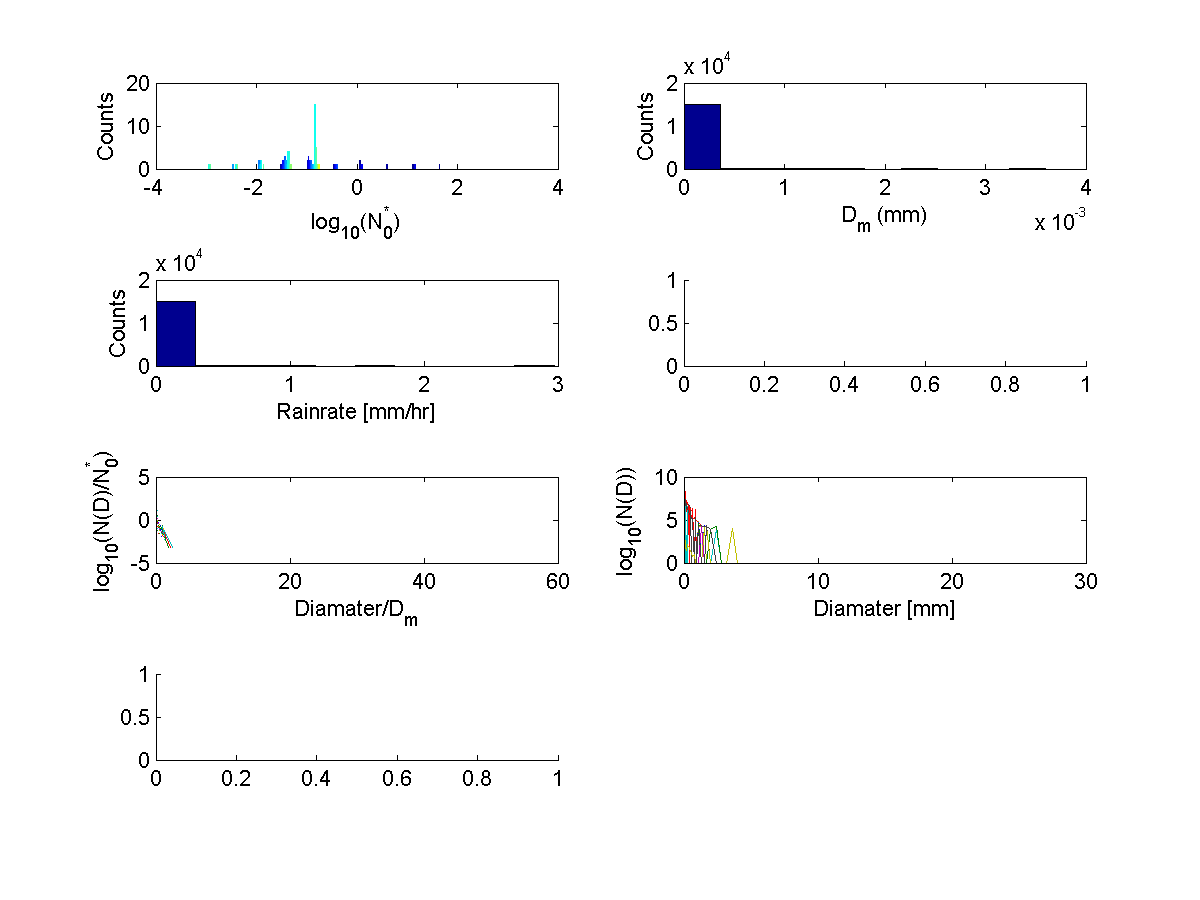 20
10
0
Counts
-4 -2 0 2 4
log10(N0*)
x 10^4
2
1
0
Counts
0 1 2 3 4
Dm (mm)
x 10^-3
x 10^4
2
1
0
Counts
0 1 2 3
Rainrate [mm/hr]
1
0.5
0
0 0.2 0.4 0.6 0.8 1
5
0
-5
log10(N(D)/N0*)
0 20 40 60
Diamater/Dm
10
5
0
log10(N(D))
0 10 20 30
Diamater [mm]
1
0.5
0
0 0.2 0.4 0.6 0.8 1